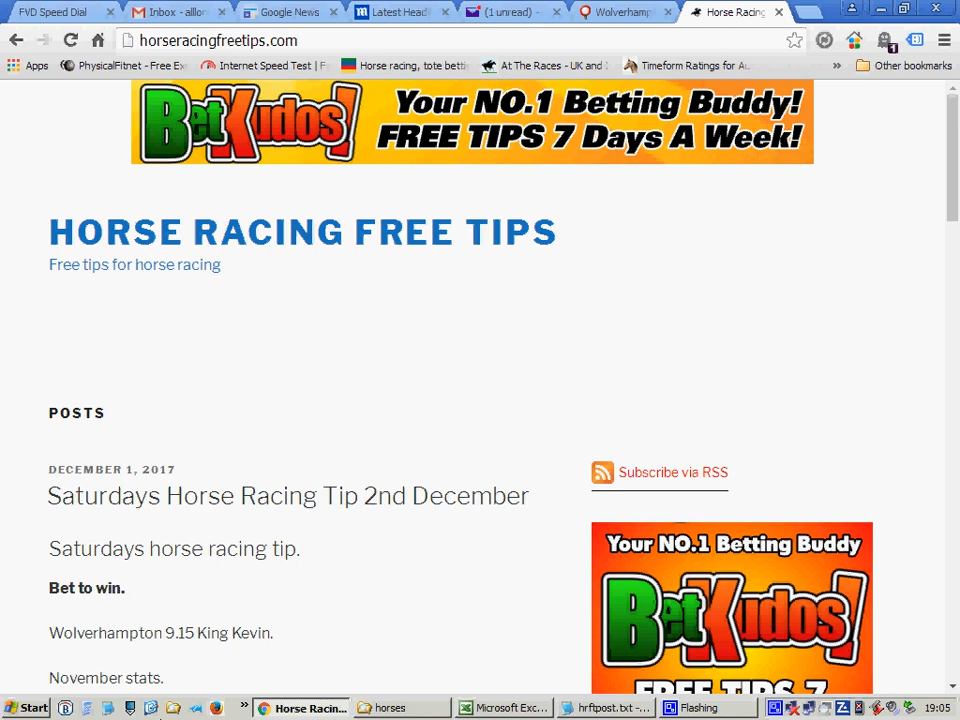 FVD Speed Dial
Inbox - alllor
Google News
Latest Head
(1 unread) -
Wolverhamp
Horse Racing
horseracingfreetips.com
1
Apps
PhysicalFitnet - Free Ex
Internet Speed Test | F
Horse racing, tote betti
At The Races - UK and
Timeform Ratings for Au
»
Other bookmarks
BetKudos!
Your NO.1 Betting Buddy!
FREE TIPS 7 Days A Week!
HORSE RACING FREE TIPS
Free tips for horse racing
POSTS
DECEMBER 1, 2017
Subscribe via RSS
Saturdays Horse Racing Tip 2nd December
Saturdays horse racing tip.
Your NO.1 Betting Buddy
BetKudos!
Bet to win.
Wolverhampton 9.15 King Kevin.
November stats.
FREE TIPS 7
Start
»
Horse Racin...
horses
Microsoft Exc...
hrftpost.txt -...
Flashing
19:05